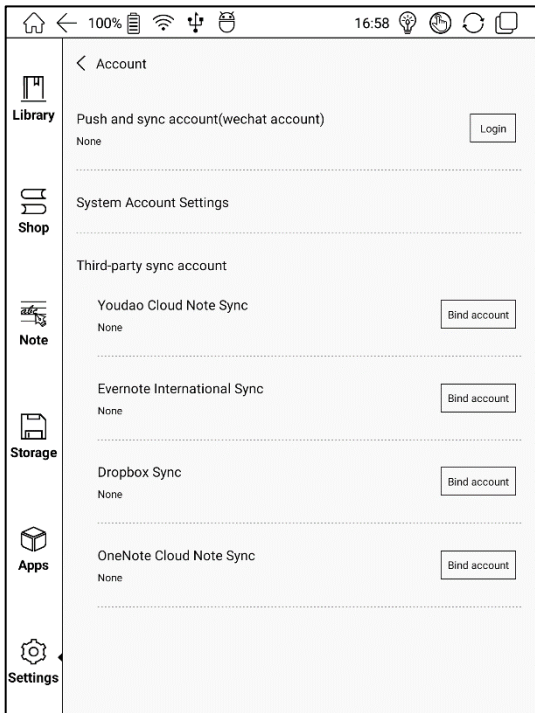 100%
16:58
Account
Library
Push and sync account(wechat account)
None
Login
System Account Settings
Shop
Third-party sync account
Youdao Cloud Note Sync
None
Bind account
Note
Evernote International Sync
None
Bind account
Storage
Dropbox Sync
None
Bind account
Apps
OneNote Cloud Note Sync
None
Bind account
Settings